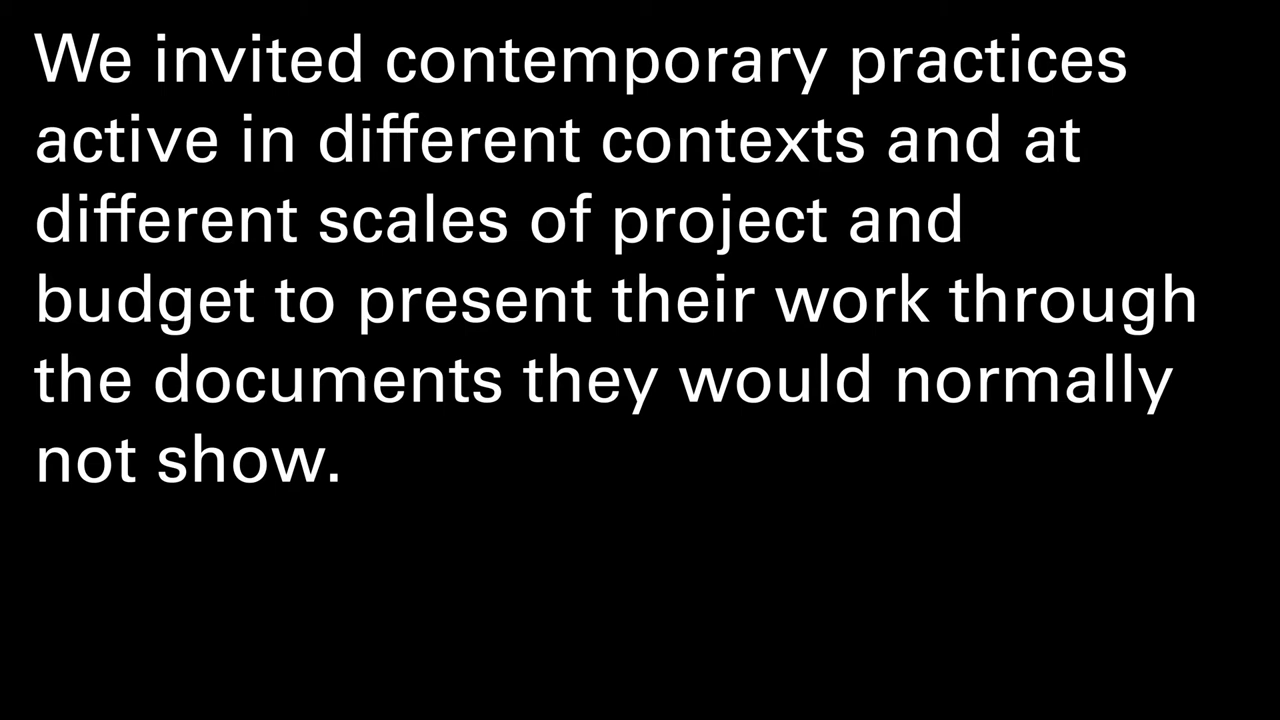 We invited contemporary practices
active in different contexts and at
different scales of project and
budget to present their work through
the documents they would normally
not show.